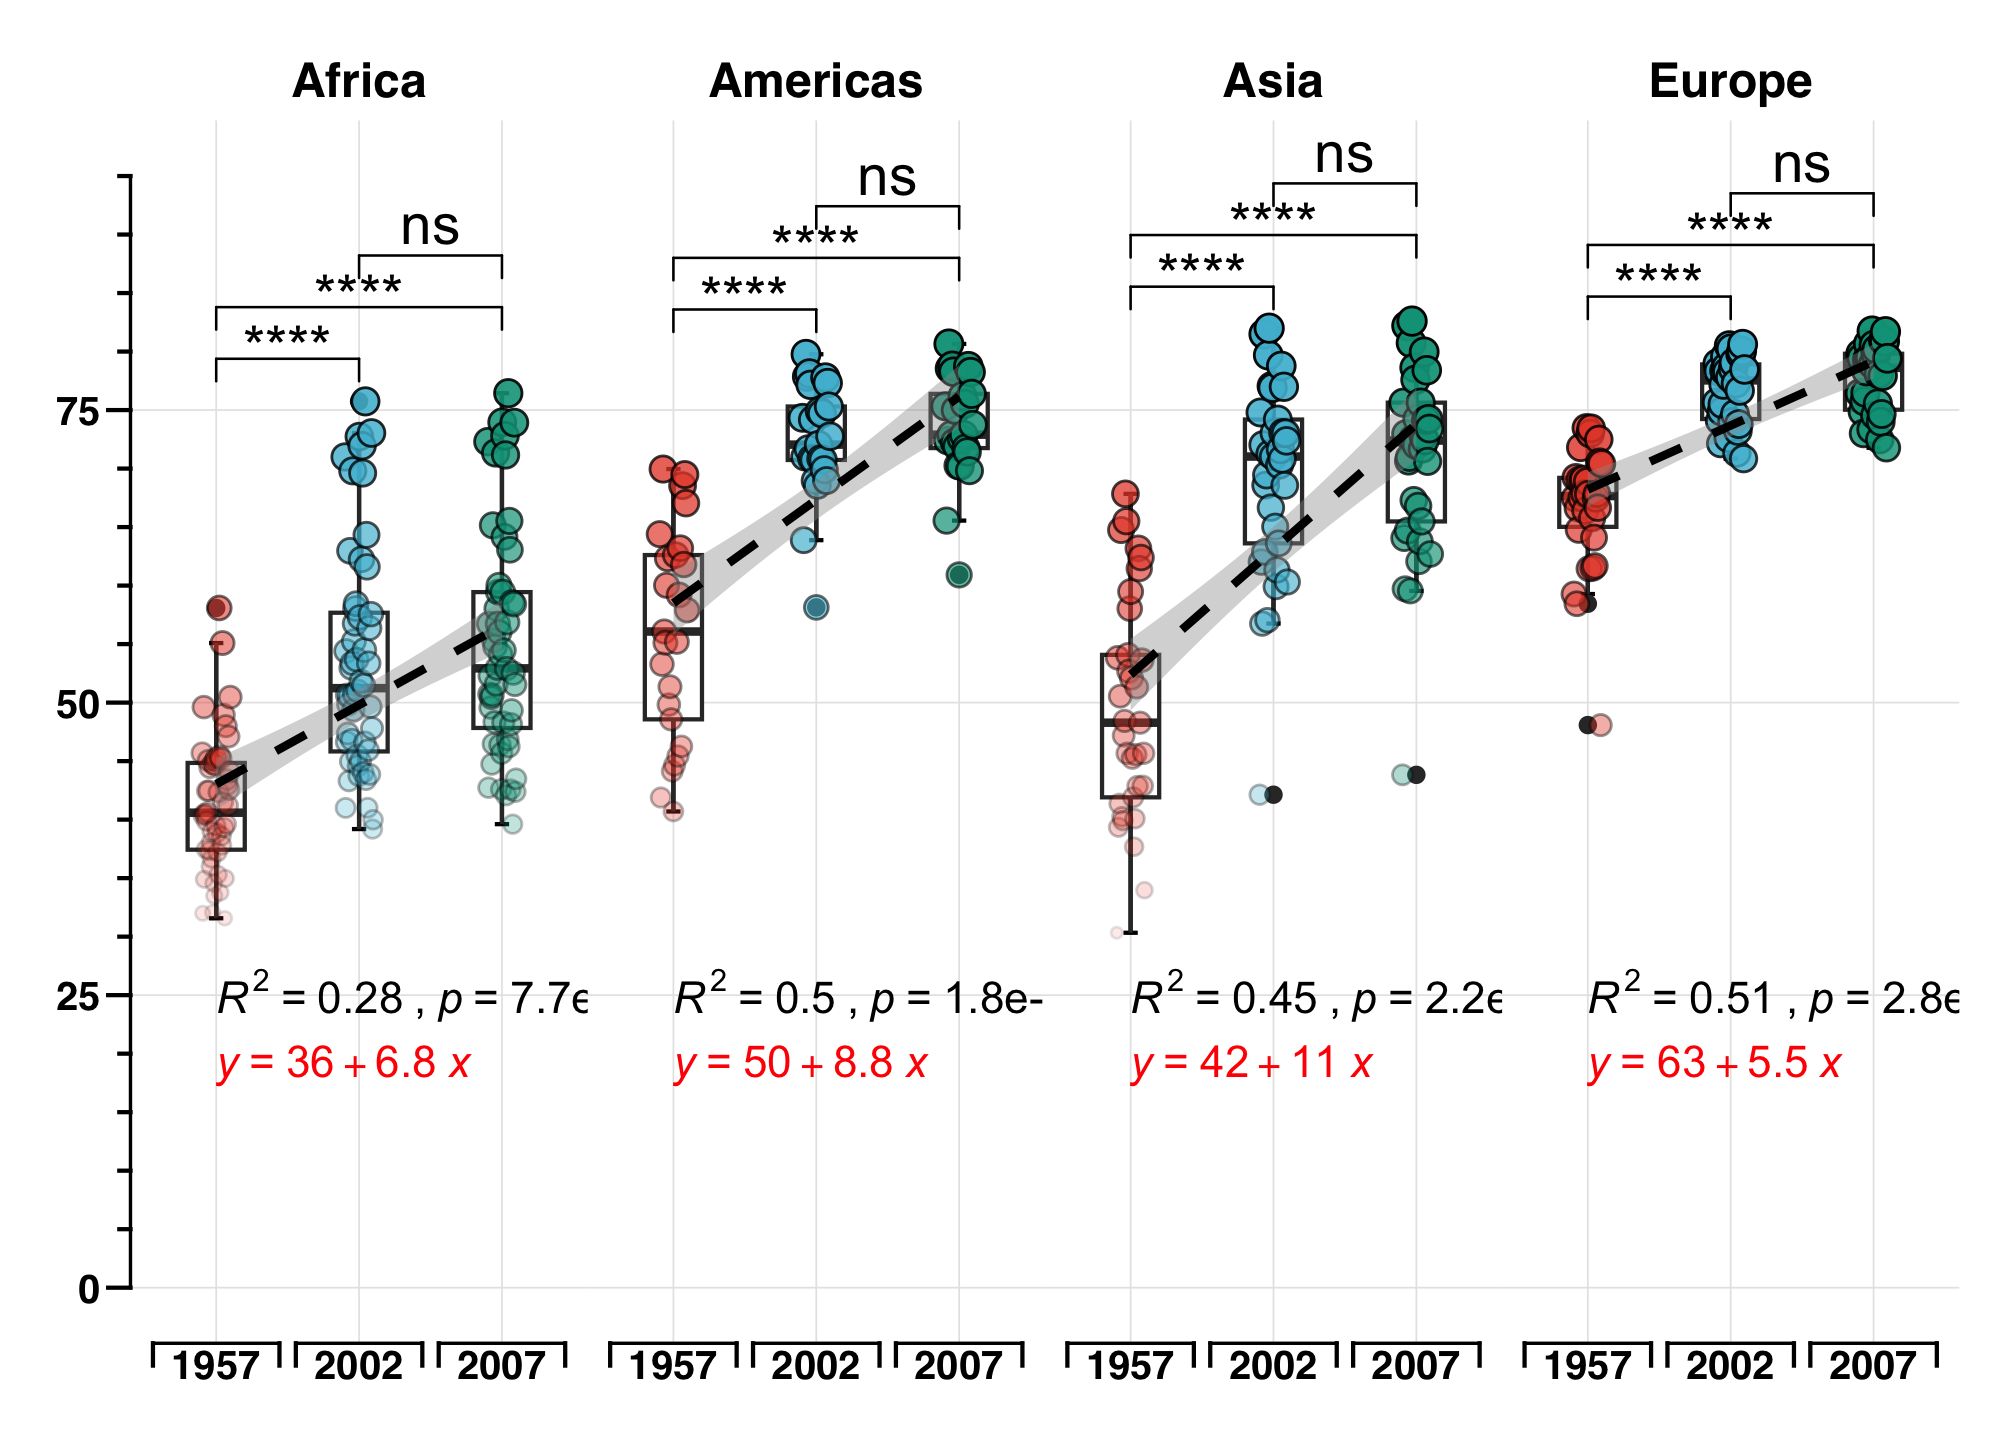 Africa Americas Asia Europe
ns ns ns ns
**** **** **** ****
**** **** **** ****
75
50
25
0
R² = 0.28 , p = 7.7e R² = 0.5 , p = 1.8e- R² = 0.45 , p = 2.2e R² = 0.51 , p = 2.8e
y = 36 + 6.8 x y = 50 + 8.8 x y = 42 + 11 x y = 63 + 5.5 x
1957 2002 2007 1957 2002 2007 1957 2002 2007 1957 2002 2007